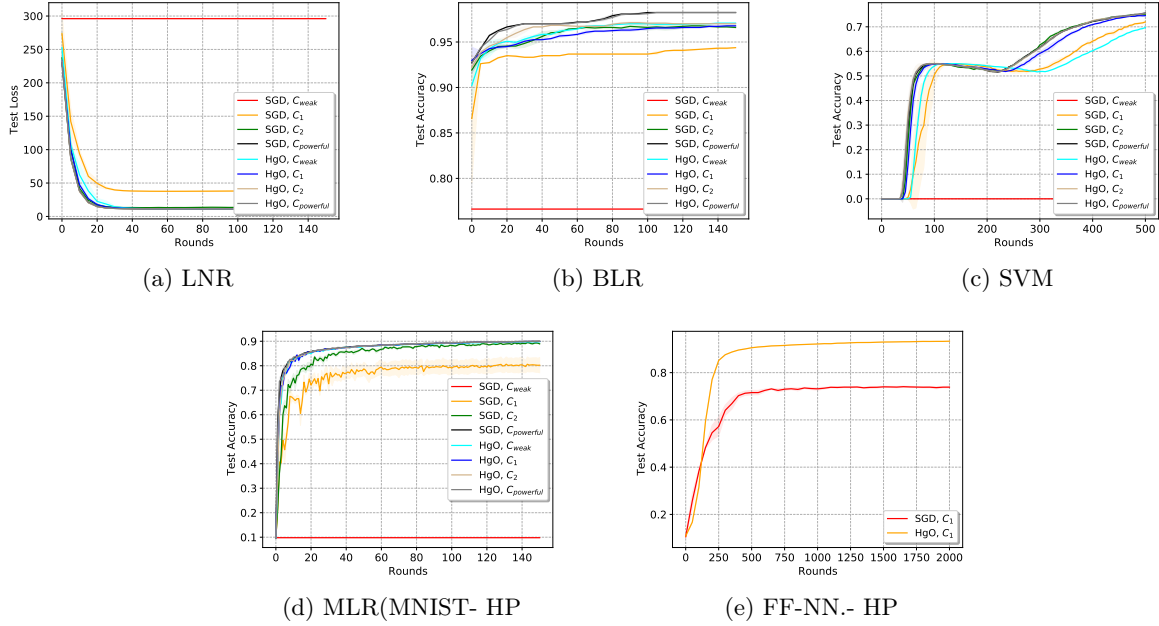 300
250
200
150
100
50
0
Test Loss
0 20 40 60 80 100 120 140
Rounds
SGD, C_weak
SGD, C_1
SGD, C_2
SGD, C_powerful
HgO, C_weak
HgO, C_1
HgO, C_2
HgO, C_powerful
(a) LNR
0.95
0.90
0.85
0.80
Test Accuracy
0 20 40 60 80 100 120 140
Rounds
SGD, C_weak
SGD, C_1
SGD, C_2
SGD, C_powerful
HgO, C_weak
HgO, C_1
HgO, C_2
HgO, C_powerful
(b) BLR
0.7
0.6
0.5
0.4
0.3
0.2
0.1
0.0
Test Accuracy
0 100 200 300 400 500
Rounds
SGD, C_weak
SGD, C_1
SGD, C_2
SGD, C_powerful
HgO, C_weak
HgO, C_1
HgO, C_2
HgO, C_powerful
(c) SVM
0.9
0.8
0.7
0.6
0.5
0.4
0.3
0.2
0.1
Test Accuracy
0 20 40 60 80 100 120 140
Rounds
SGD, C_weak
SGD, C_1
SGD, C_2
SGD, C_powerful
HgO, C_weak
HgO, C_1
HgO, C_2
HgO, C_powerful
(d) MLR(MNIST- HP
0.8
0.6
0.4
0.2
Test Accuracy
0 250 500 750 1000 1250 1500 1750 2000
Rounds
SGD, C_1
HgO, C_1
(e) FF-NN.- HP